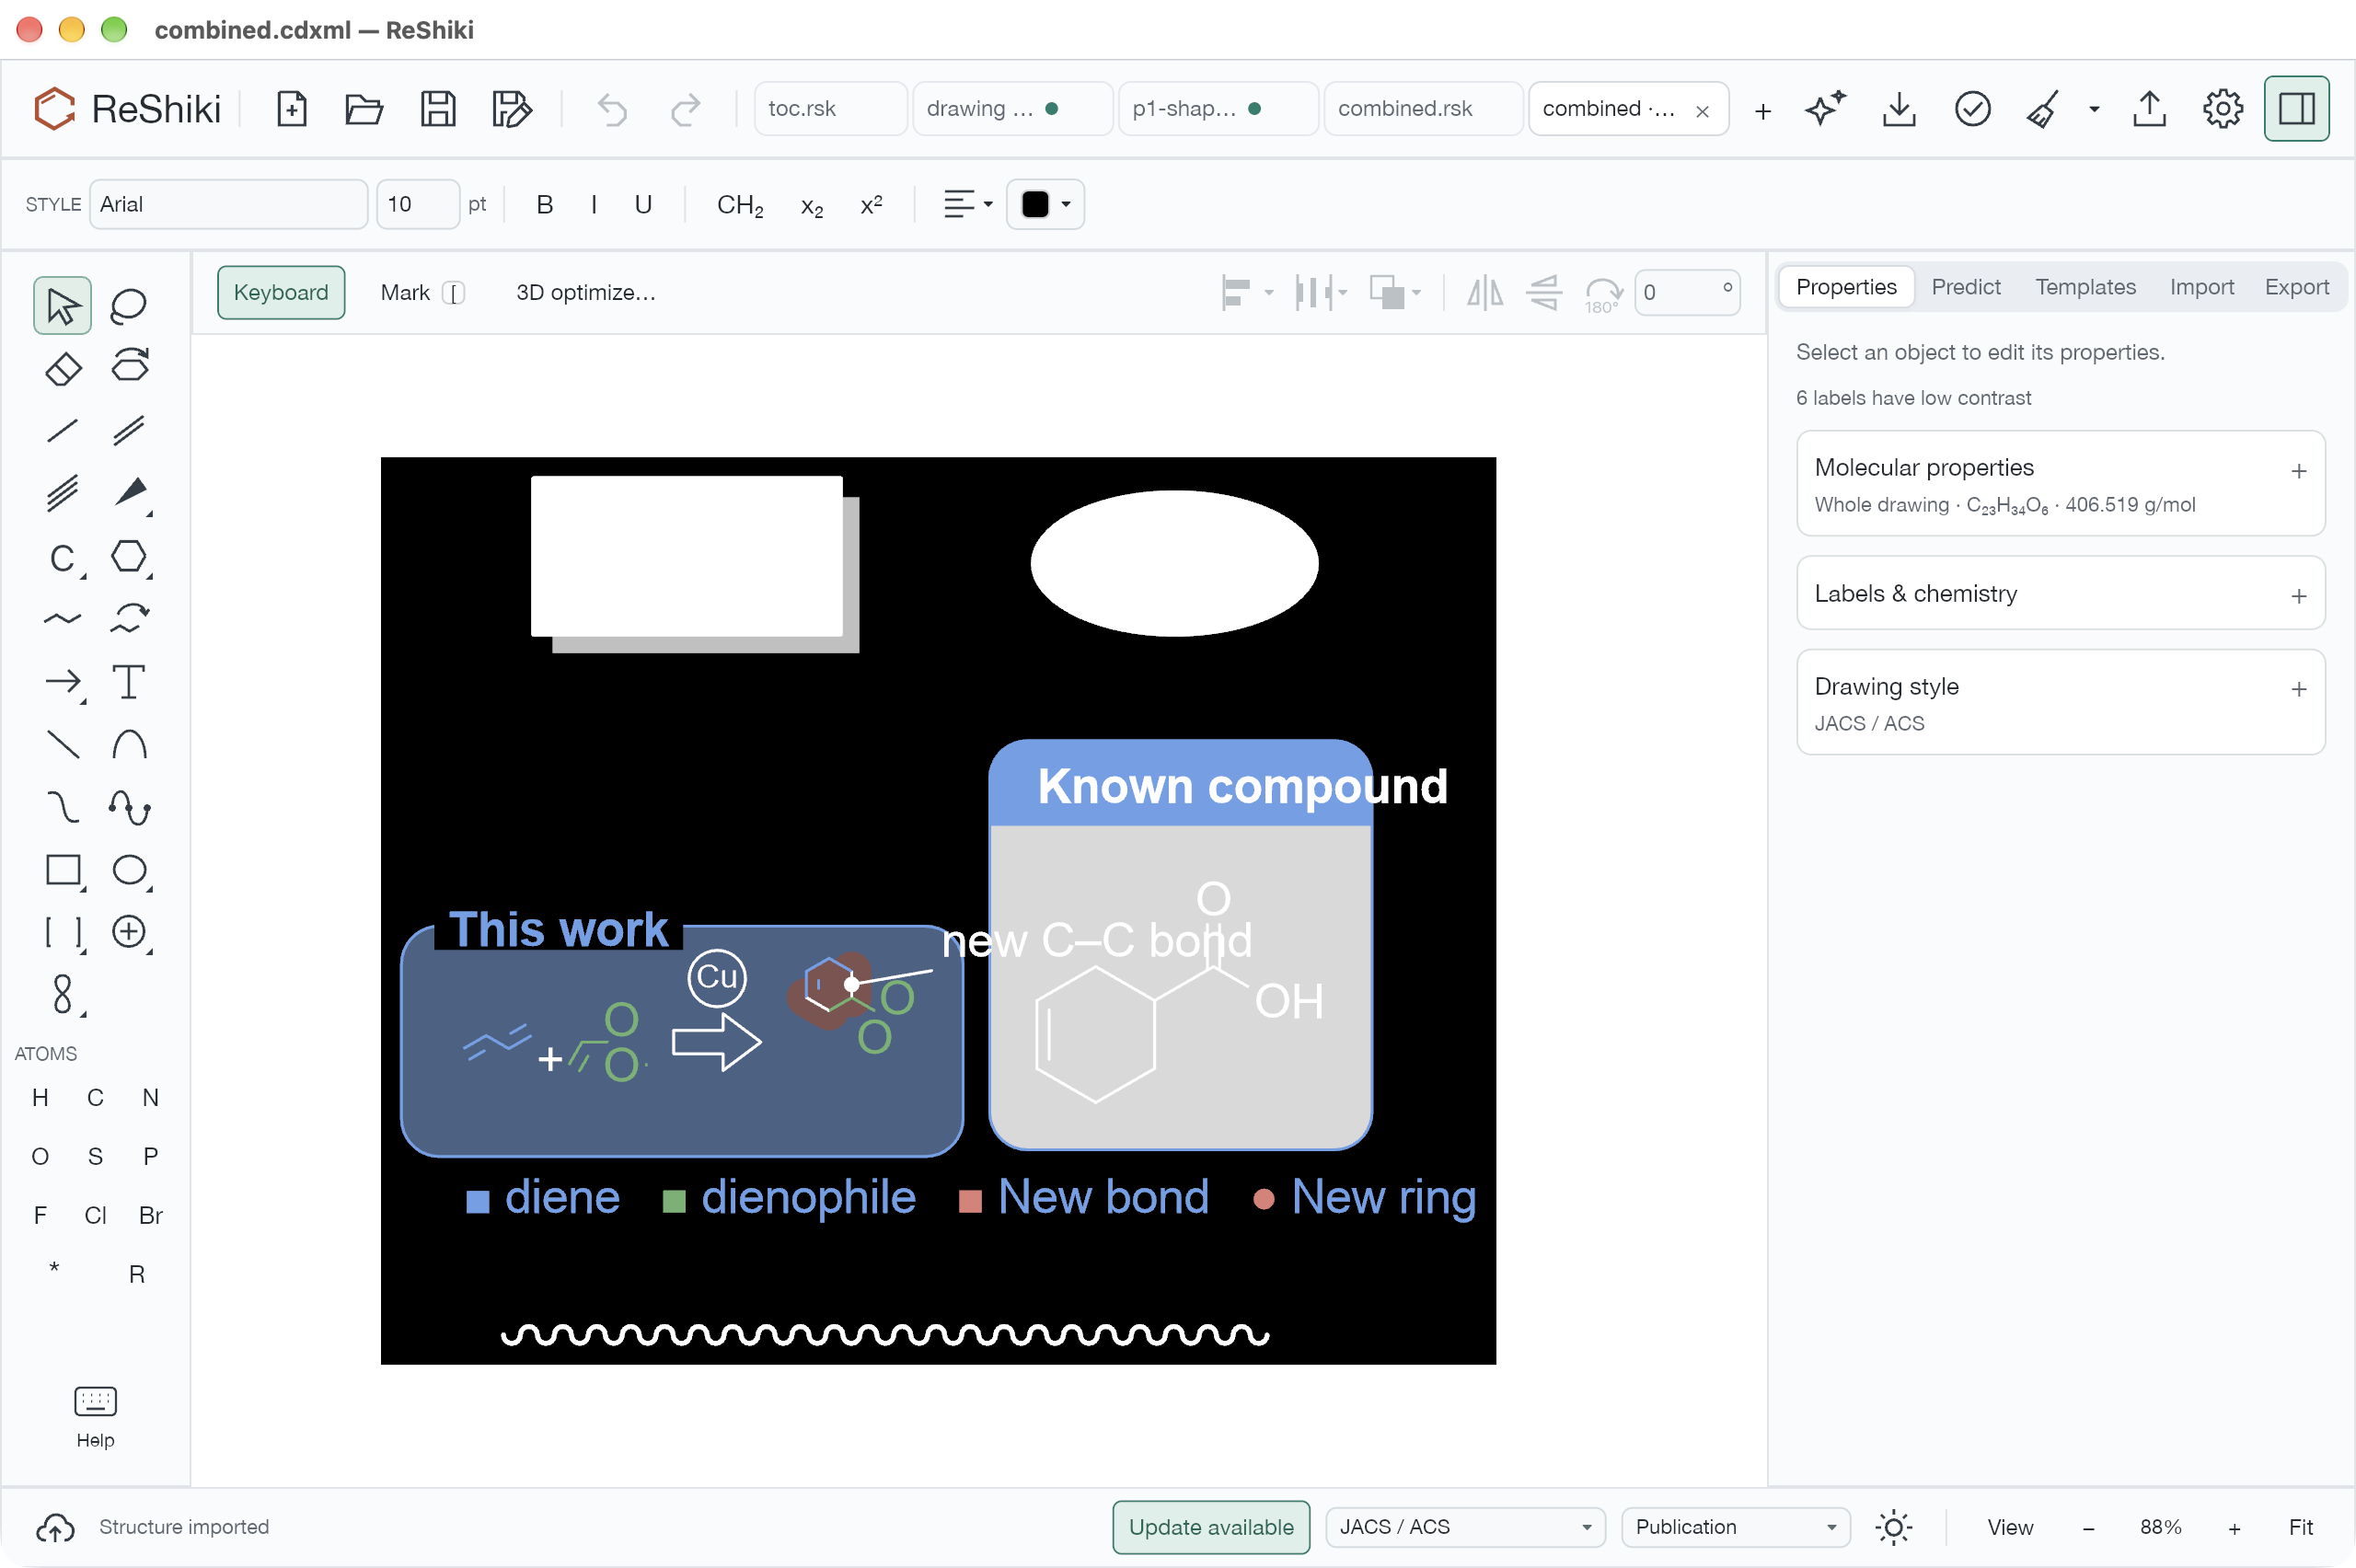 combined.cdxml — ReShiki
ReShiki
toc.rsk
drawing ...
p1-shap...
combined.rsk
combined ·...
×
+
STYLE
Arial
10
pt
B I U
CH₂ x₂ x²
Keyboard
Mark [
3D optimize...
180°
0 °
Properties Predict Templates Import Export
Select an object to edit its properties.
6 labels have low contrast
Molecular properties +
Whole drawing · C₂₃H₃₄O₆ · 406.519 g/mol
Labels & chemistry +
Drawing style +
JACS / ACS
C
T
[ ]
ATOMS
H C N
O S P
F Cl Br
* R
Help
Known compound
This work
new C–C bond
O
OH
Cu
O
O
+
O
O
diene
dienophile
New bond
New ring
Structure imported
Update available
JACS / ACS
Publication
View
– 88% +
Fit